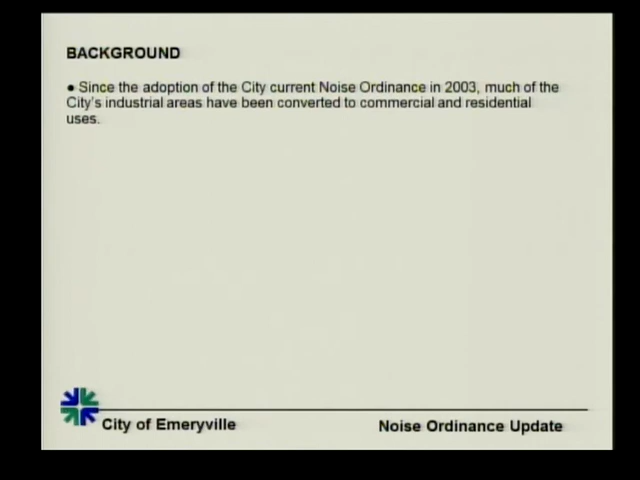 BACKGROUND
● Since the adoption of the City current Noise Ordinance in 2003, much of the
City's industrial areas have been converted to commercial and residential
uses.
City of Emeryville
Noise Ordinance Update